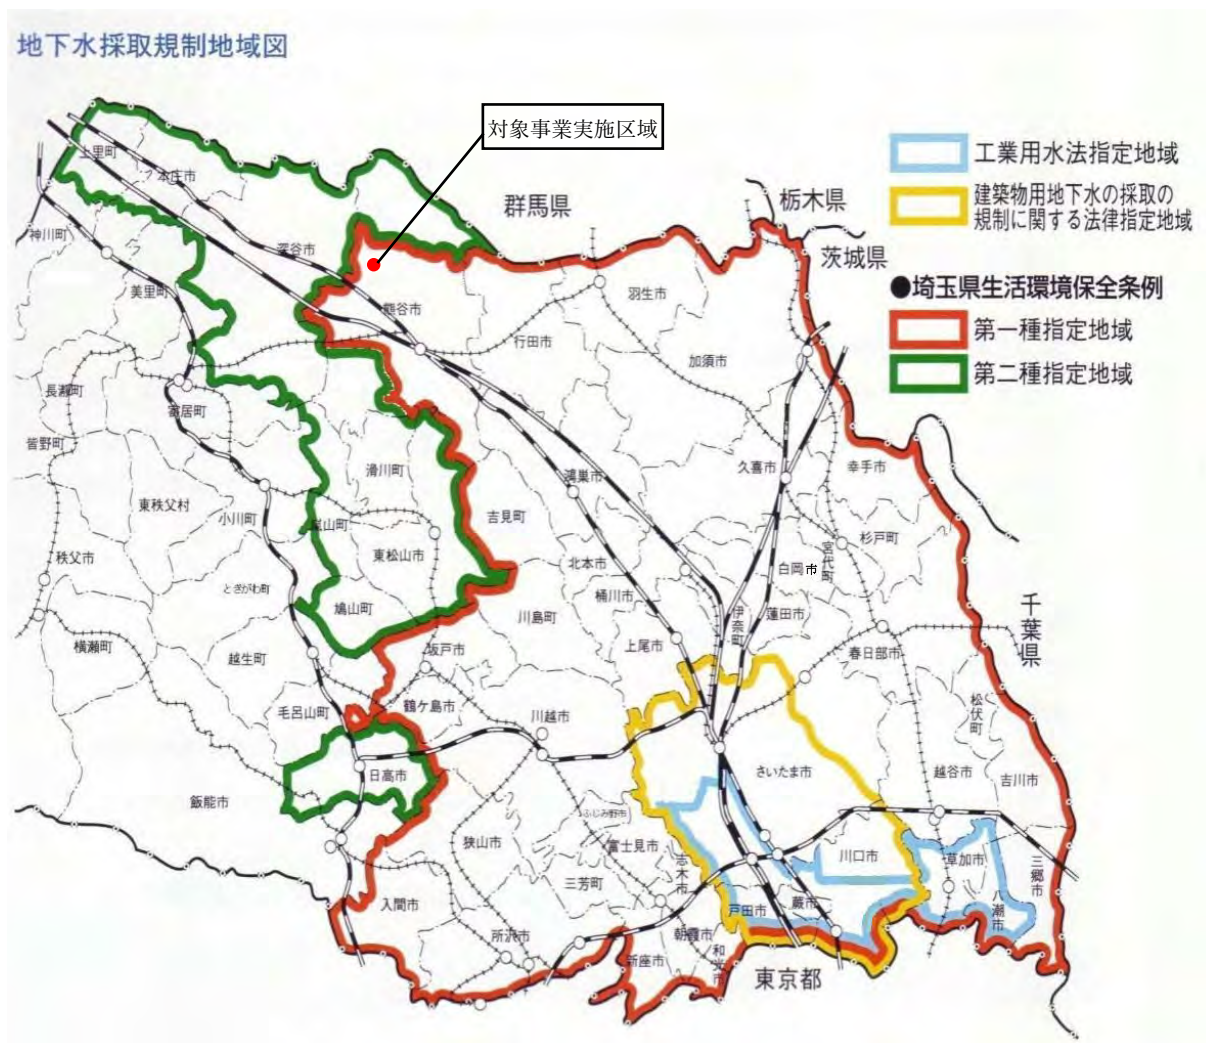 地下水採取規制地域図
対象事業実施区域
工業用水法指定地域
建築物用地下水の採取の
規制に関する法律指定地域
●埼玉県生活環境保全条例
第一種指定地域
第二種指定地域
群馬県
栃木県
茨城県
千葉県
東京都
上里町
本庄市
神川町
深谷市
美里町
熊谷市
羽生市
行田市
加須市
長瀞町
寄居町
皆野町
滑川町
鴻巣市
久喜市
幸手市
東秩父村
小川町
嵐山町
吉見町
東松山市
秩父市
北本市
白岡市
宮代町
杉戸町
ときがわ町
鳩山町
桶川市
川島町
伊奈町
蓮田市
横瀬町
越生町
坂戸市
上尾市
春日部市
松伏町
毛呂山町
鶴ケ島市
川越市
日高市
さいたま市
越谷市
吉川市
飯能市
ふじみ野市
狭山市
富士見市
志木市
川口市
草加市
三郷市
三芳町
八潮市
入間市
戸田市
蕨市
所沢市
朝霞市
和光市
新座市